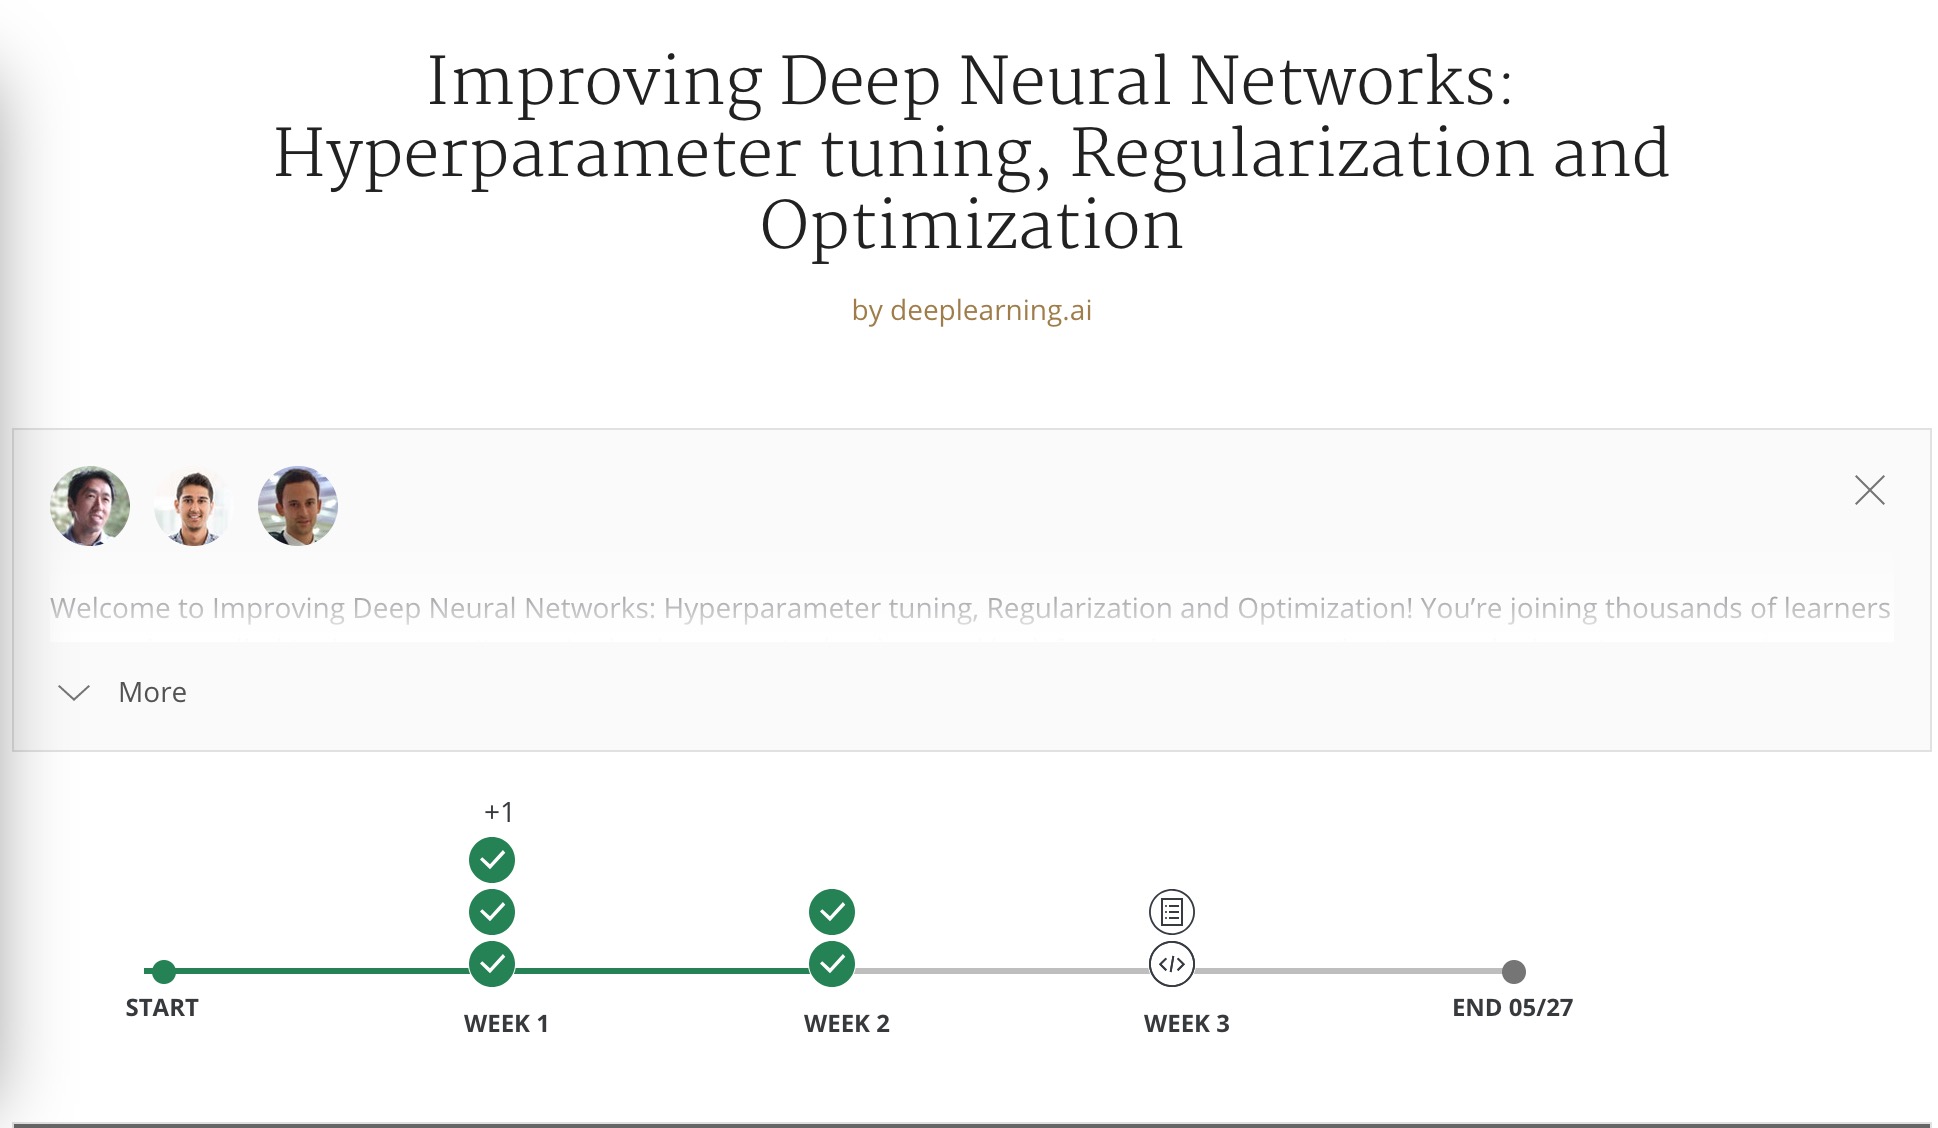 Improving Deep Neural Networks:
Hyperparameter tuning, Regularization and
Optimization
by deeplearning.ai
Welcome to Improving Deep Neural Networks: Hyperparameter tuning, Regularization and Optimization! You’re joining thousands of learners
More
+1
START
WEEK 1
WEEK 2
WEEK 3
END 05/27